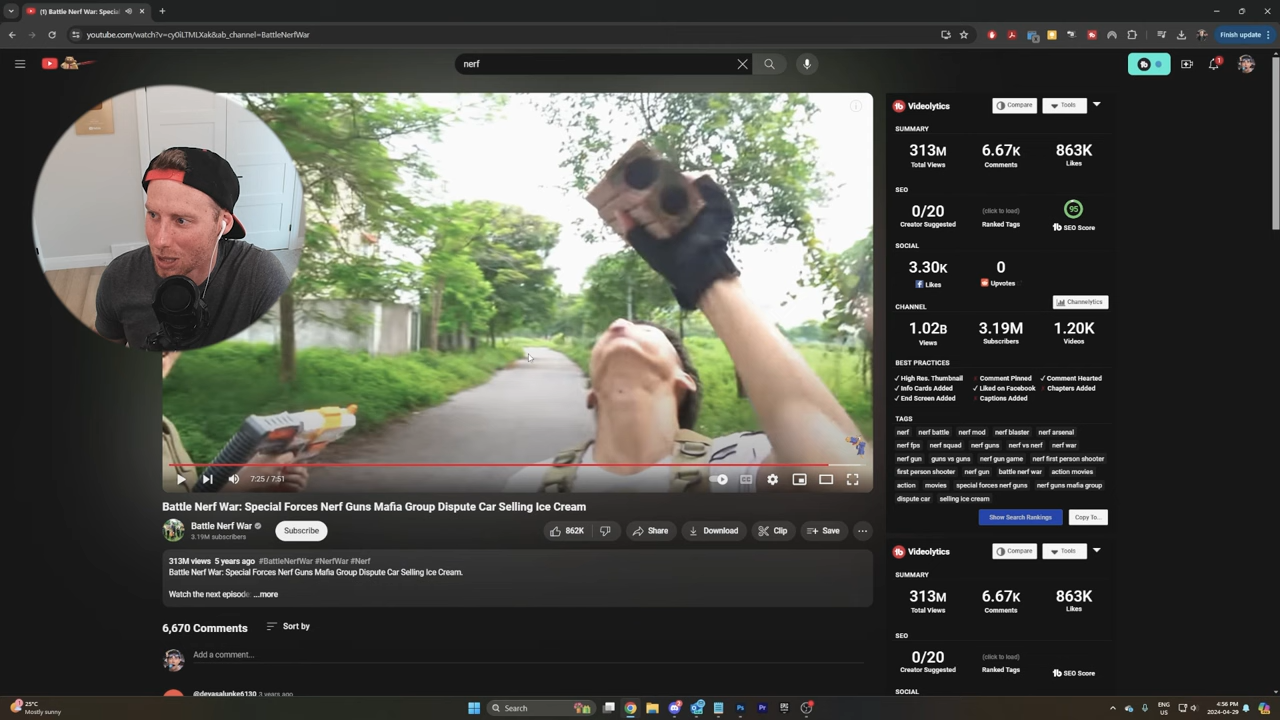 (1) Battle Nerf War: Special
youtube.com/watch?v=cy0iLTMLXak&ab_channel=BattleNerfWar
Finish update
nerf
1
7:25 / 7:51
Battle Nerf War: Special Forces Nerf Guns Mafia Group Dispute Car Selling Ice Cream
Battle Nerf War
3.19M subscribers
Subscribe
862K
Share
Download
Clip
Save
313M views 5 years ago #BattleNerfWar #NerfWar #Nerf
Battle Nerf War: Special Forces Nerf Guns Mafia Group Dispute Car Selling Ice Cream.
Watch the next episode: ...more
6,670 Comments
Sort by
Add a comment...
@devasalunke6130 3 years ago
Videolytics
Compare
Tools
SUMMARY
313M 6.67K 863K
Total Views Comments Likes
SEO
0/20 (click to load) 95
Creator Suggested Ranked Tags tb SEO Score
SOCIAL
3.30K 0
Likes Upvotes
CHANNEL
Channelytics
1.02B 3.19M 1.20K
Views Subscribers Videos
BEST PRACTICES
✓ High Res. Thumbnail Comment Pinned ✓ Comment Hearted
✓ Info Cards Added ✓ Liked on Facebook Chapters Added
✓ End Screen Added Captions Added
TAGS
nerf nerf battle nerf mod nerf blaster nerf arsenal
nerf fps nerf squad nerf guns nerf vs nerf nerf war
nerf gun guns vs guns nerf gun game nerf first person shooter
first person shooter nerf gun battle nerf war action movies
action movies special forces nerf guns nerf guns mafia group
dispute car selling ice cream
Show Search Rankings
Copy To...
Videolytics
Compare
Tools
SUMMARY
313M 6.67K 863K
Total Views Comments Likes
SEO
0/20 (click to load)
Creator Suggested Ranked Tags tb SEO Score
SOCIAL
25°C
Mostly sunny
Search
ENG
US
4:56 PM
2024-04-29